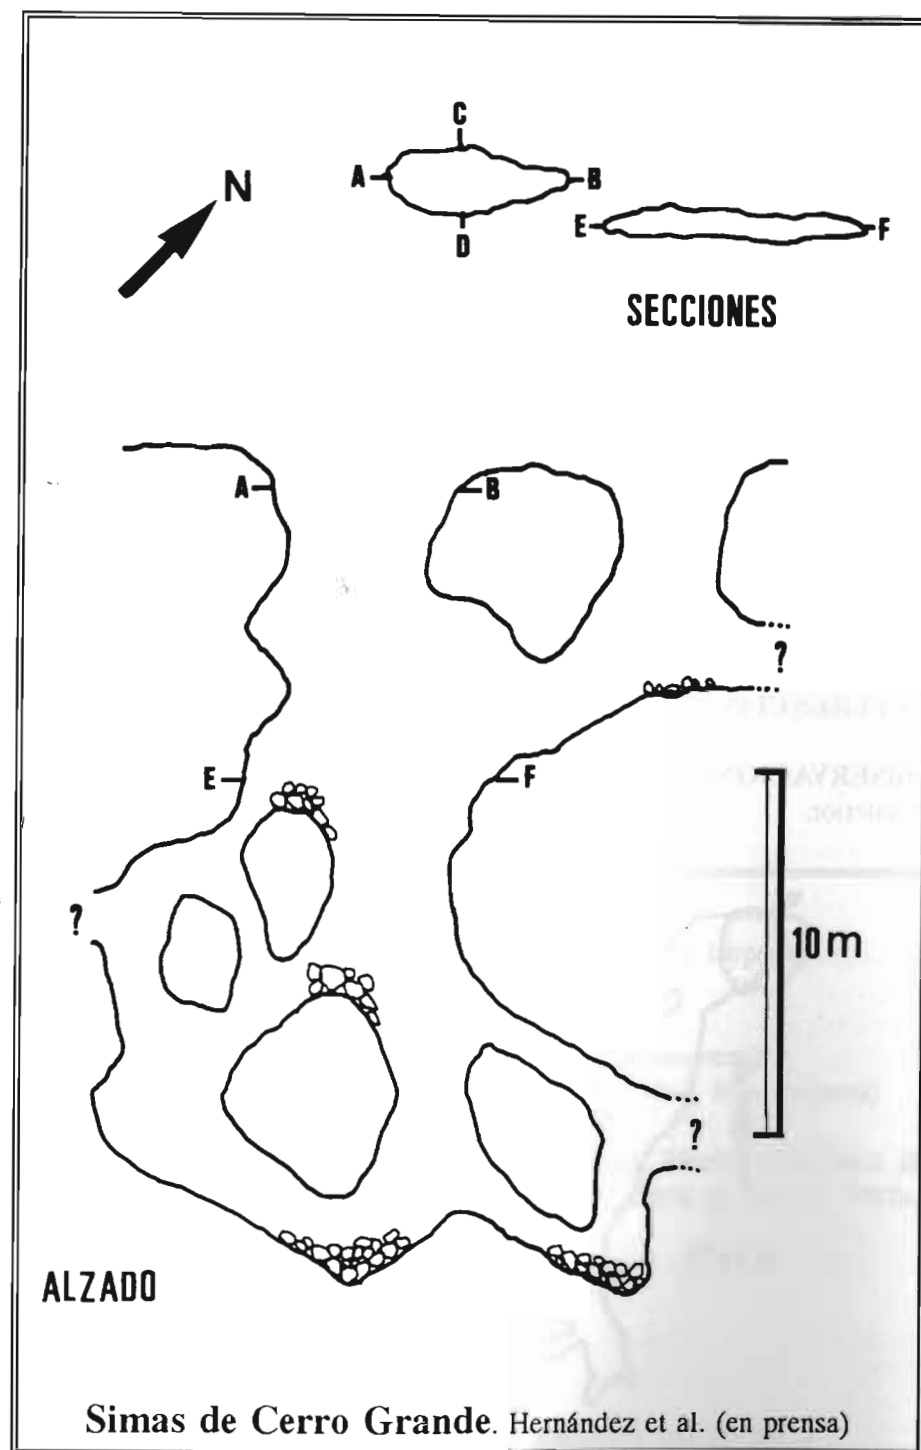 C
A
B
D
N
E
F
SECCIONES
A
B
?
E
F
?
10 m
?
ALZADO
Simas de Cerro Grande. Hernández et al. (en prensa)